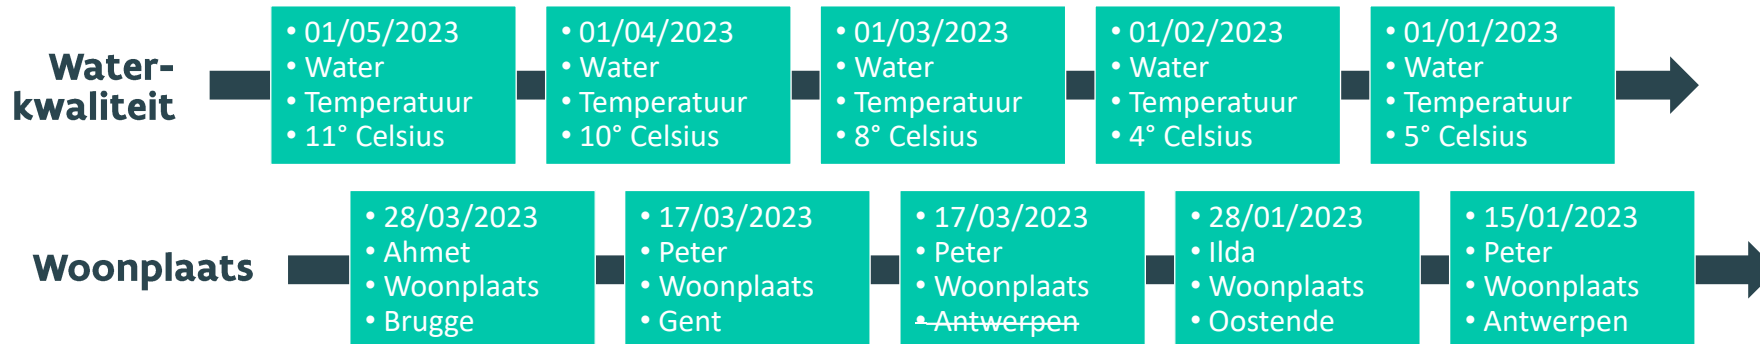 Water-
kwaliteit
• 01/05/2023
• Water
• Temperatuur
• 11° Celsius
• 01/04/2023
• Water
• Temperatuur
• 10° Celsius
• 01/03/2023
• Water
• Temperatuur
• 8° Celsius
• 01/02/2023
• Water
• Temperatuur
• 4° Celsius
• 01/01/2023
• Water
• Temperatuur
• 5° Celsius
Woonplaats
• 28/03/2023
• Ahmet
• Woonplaats
• Brugge
• 17/03/2023
• Peter
• Woonplaats
• Gent
• 17/03/2023
• Peter
• Woonplaats
• Antwerpen
• 28/01/2023
• Ilda
• Woonplaats
• Oostende
• 15/01/2023
• Peter
• Woonplaats
• Antwerpen